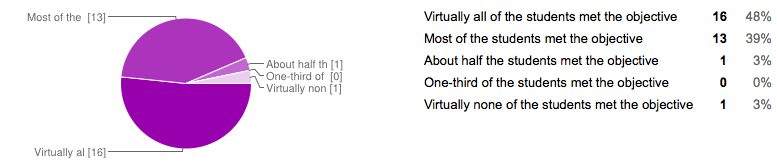 Most of the [13]
About half th [1]
One-third of [0]
Virtually non [1]
Virtually al [16]
Virtually all of the students met the objective 16 48%
Most of the students met the objective 13 39%
About half the students met the objective 1 3%
One-third of the students met the objective 0 0%
Virtually none of the students met the objective 1 3%